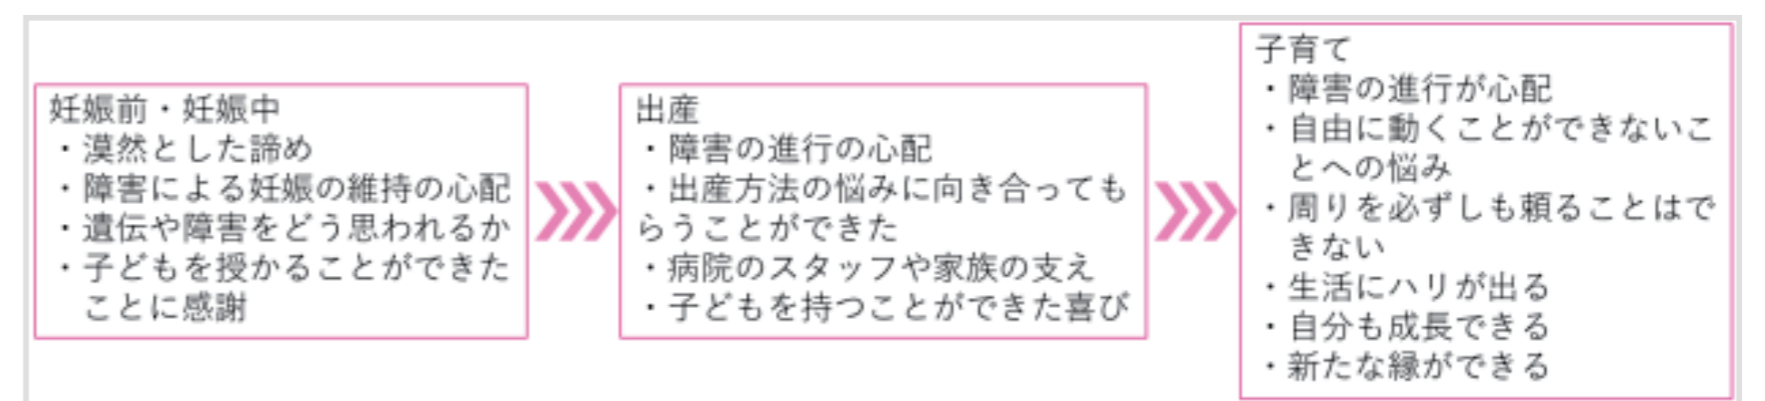 妊娠前・妊娠中
・漠然とした諦め
・障害による妊娠の維持の心配
・遺伝や障害をどう思われるか
・子どもを授かることができた
ことに感謝
出産
・障害の進行の心配
・出産方法の悩みに向き合っても
らうことができた
・病院のスタッフや家族の支え
・子どもを持つことができた喜び
子育て
・障害の進行が心配
・自由に動くことができないこ
とへの悩み
・周りを必ずしも頼ることはで
きない
・生活にハリが出る
・自分も成長できる
・新たな縁ができる